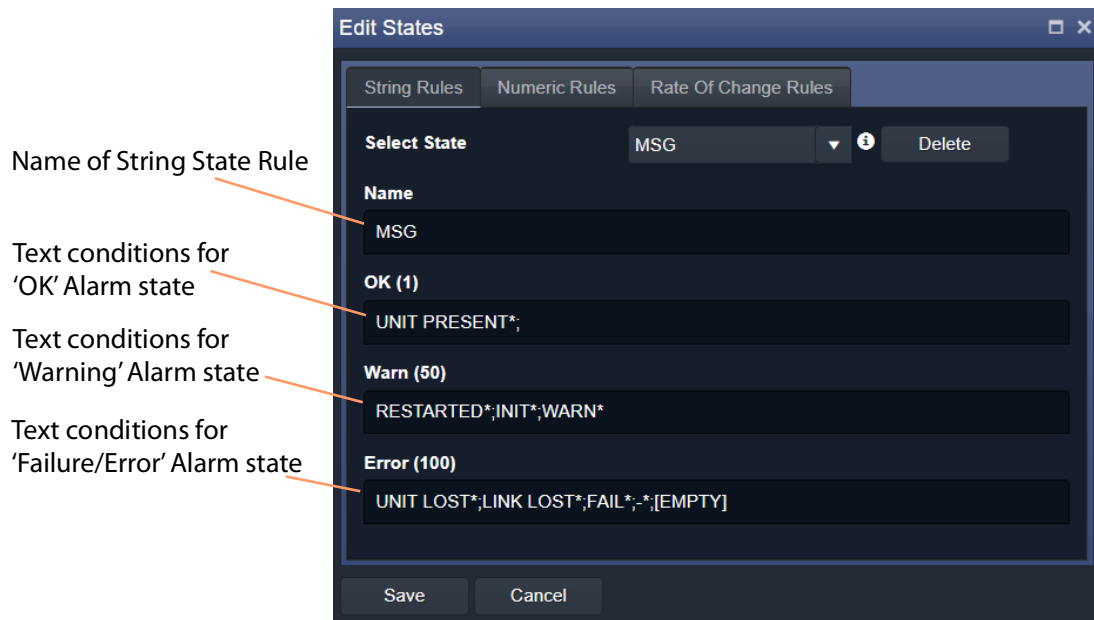 Edit States
String Rules Numeric Rules Rate Of Change Rules
Select State MSG Delete
Name of String State Rule
Name
MSG
Text conditions for
‘OK’ Alarm state
OK (1)
UNIT PRESENT*;
Text conditions for
‘Warning’ Alarm state
Warn (50)
RESTARTED*;INIT*;WARN*
Text conditions for
‘Failure/Error’ Alarm state
Error (100)
UNIT LOST*;LINK LOST*;FAIL*;-*;[EMPTY]
Save Cancel